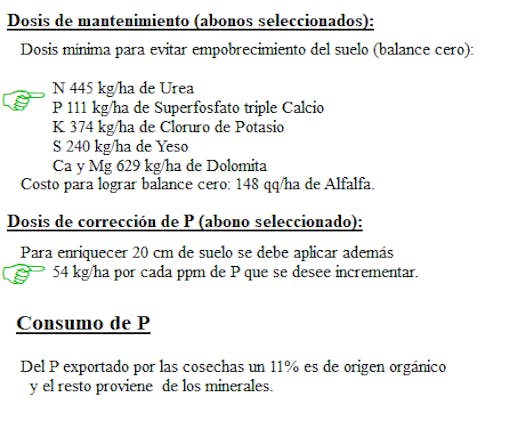 Dosis de mantenimiento (abonos seleccionados):
Dosis minima para evitar empobrecimiento del suelo (balance cero):
N 445 kg/ha de Urea
P 111 kg/ha de Superfosfato triple Calcio
K 374 kg/ha de Cloruro de Potasio
S 240 kg/ha de Yeso
Ca y Mg 629 kg/ha de Dolomita
Costo para lograr balance cero: 148 qq/ha de Alfalfa.
Dosis de corrección de P (abono seleccionado):
Para enriquecer 20 cm de suelo se debe aplicar además
54 kg/ha por cada ppm de P que se desee incrementar.
Consumo de P
Del P exportado por las cosechas un 11% es de origen orgánico
y el resto proviene de los minerales.